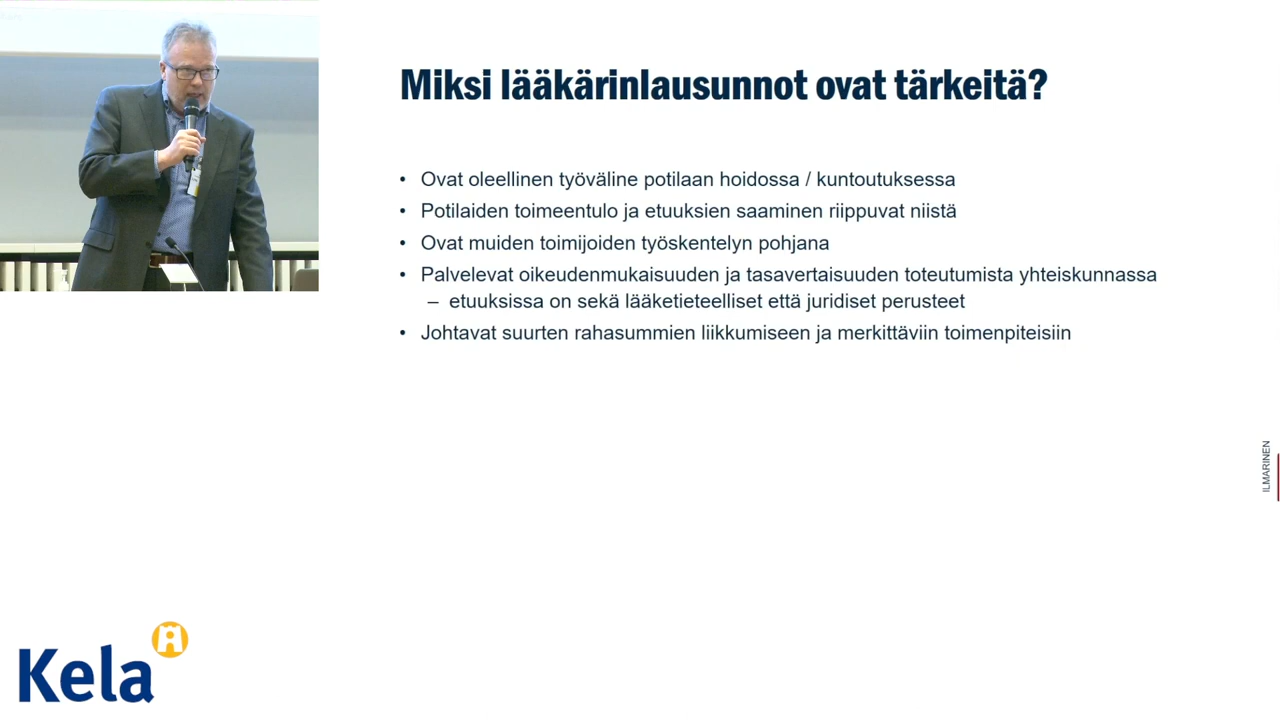 Miksi lääkärinlausunnot ovat tärkeitä?
• Ovat oleellinen työväline potilaan hoidossa / kuntoutuksessa
• Potilaiden toimeentulo ja etuuksien saaminen riippuvat niistä
• Ovat muiden toimijoiden työskentelyn pohjana
• Palvelevat oikeudenmukaisuuden ja tasavertaisuuden toteutumista yhteiskunnassa
– etuuksissa on sekä lääketieteelliset että juridiset perusteet
• Johtavat suurten rahasummien liikkumiseen ja merkittäviin toimenpiteisiin
ILMARINEN
Kela